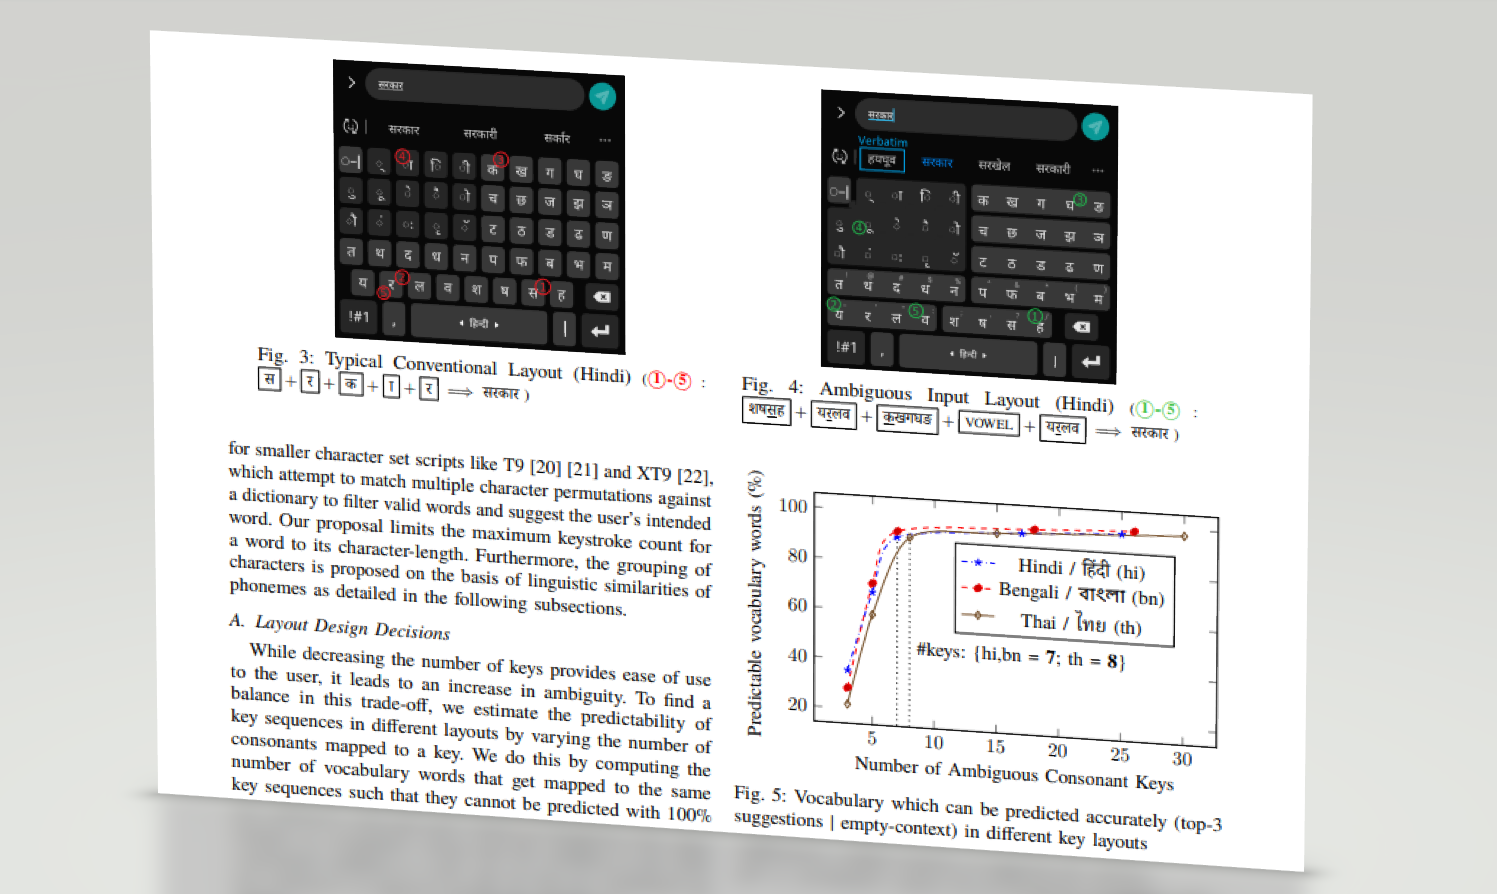 सरकार
सरकार सरकारी सर्कार ...
क ख ग घ ङ
च छ ज झ ञ
ट ठ ड ढ ण
त थ द ध न प फ ब भ म
य र ल व श ष स ह
!#1 , हिन्दी |
Fig. 3: Typical Conventional Layout (Hindi) (①-⑤ :
स + र + क + ा + र ⟹ सरकार )
for smaller character set scripts like T9 [20] [21] and XT9 [22],
which attempt to match multiple character permutations against
a dictionary to filter valid words and suggest the user's intended
word. Our proposal limits the maximum keystroke count for
a word to its character-length. Furthermore, the grouping of
characters is proposed on the basis of linguistic similarities of
phonemes as detailed in the following subsections.
A. Layout Design Decisions
While decreasing the number of keys provides ease of use
to the user, it leads to an increase in ambiguity. To find a
balance in this trade-off, we estimate the predictability of
key sequences in different layouts by varying the number of
consonants mapped to a key. We do this by computing the
number of vocabulary words that get mapped to the same
key sequences such that they cannot be predicted with 100%
सरकार
Verbatim
हयघूव सरकार सरखेल सरकारी ...
क ख ग घ ङ
च छ ज झ ञ
ट ठ ड ढ ण
त थ द ध न प फ ब भ म
य र ल व श ष स ह
!#1 , हिन्दी |
Fig. 4: Ambiguous Input Layout (Hindi) (①-⑤ :
शषसह + यरलव + कखगघङ + VOWEL + यरलव ⟹ सरकार )
Predictable vocabulary words (%)
100
80
60
40
20
Hindi / हिंदी (hi)
Bengali / বাংলা (bn)
Thai / ไทย (th)
#keys: {hi,bn = 7; th = 8}
5 10 15 20 25 30
Number of Ambiguous Consonant Keys
Fig. 5: Vocabulary which can be predicted accurately (top-3
suggestions | empty-context) in different key layouts